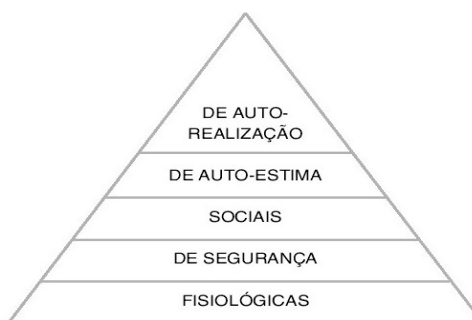 DE AUTO-
REALIZAÇÃO
DE AUTO-ESTIMA
SOCIAIS
DE SEGURANÇA
FISIOLÓGICAS